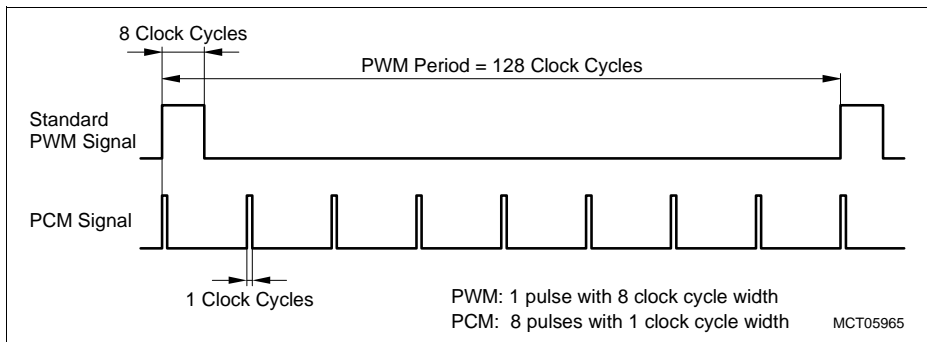 8 Clock Cycles
PWM Period = 128 Clock Cycles
Standard
PWM Signal
PCM Signal
1 Clock Cycles
PWM: 1 pulse with 8 clock cycle width
PCM: 8 pulses with 1 clock cycle width
MCT05965